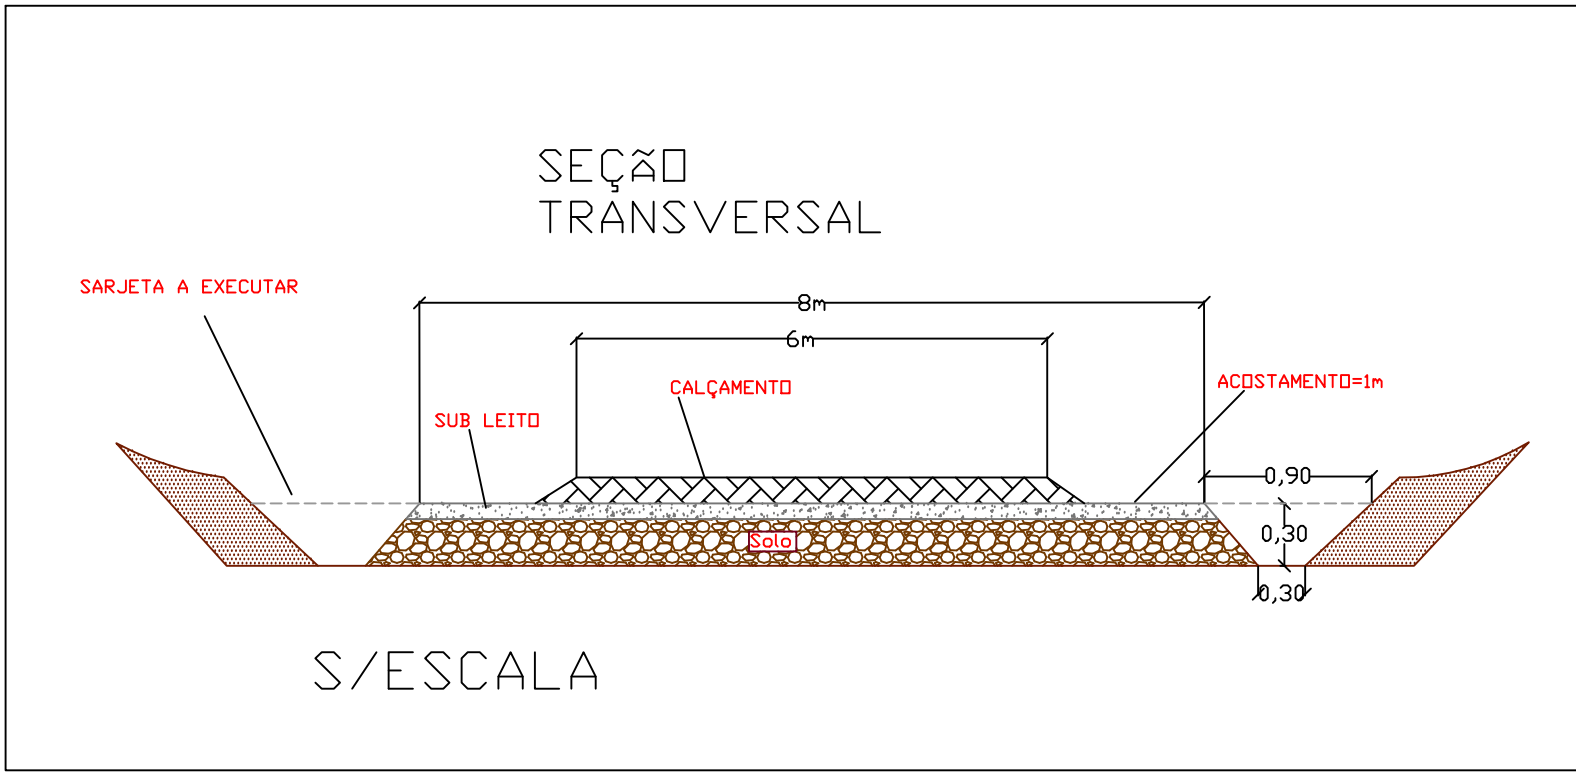 SEÇÃO
TRANSVERSAL
SARJETA A EXECUTAR
8m
6m
CALÇAMENTO
ACOSTAMENTO=1m
SUB LEITO
0,90
0,30
Solo
0,30
S/ESCALA